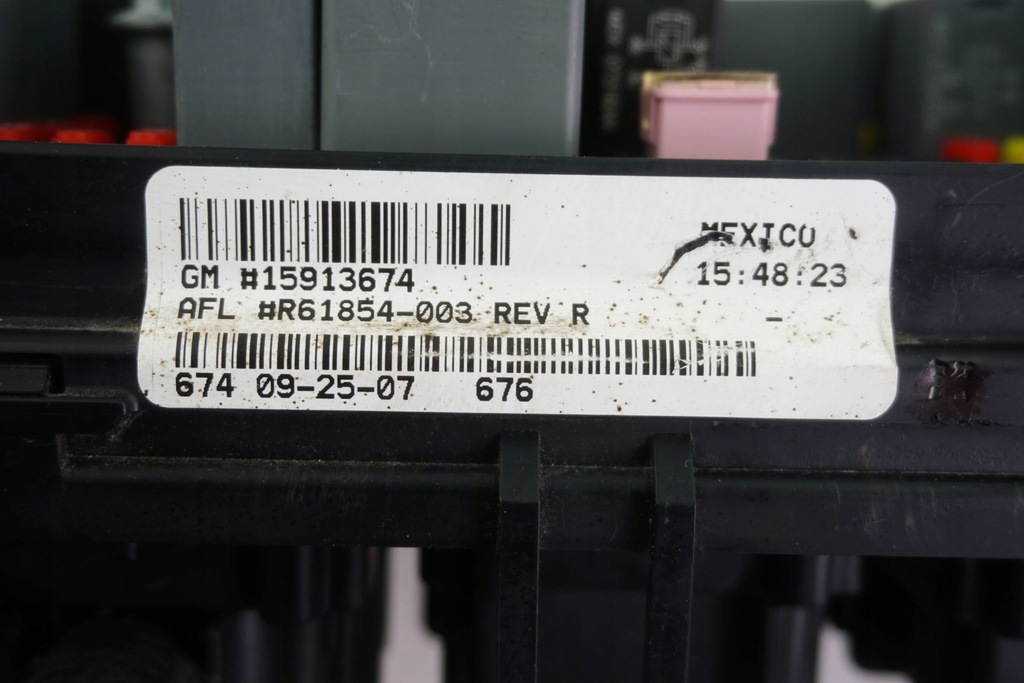 MEXICO
15:48:23
GM #15913674
AFL #R61854-003 REV R -
674 09-25-07 676